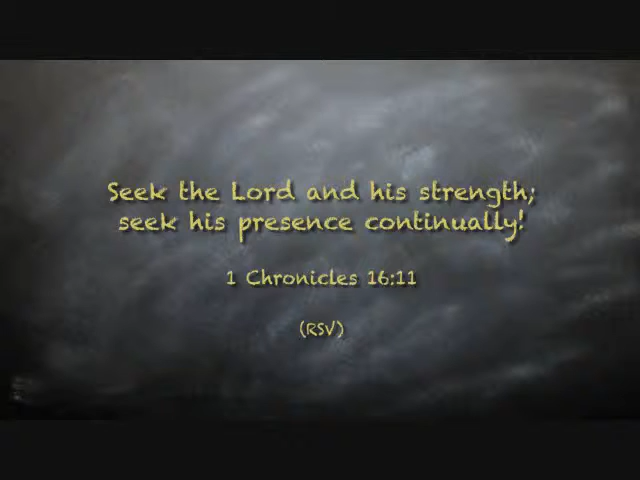 Seek the Lord and his strength;
seek his presence continually!
1 Chronicles 16:11
(RSV)